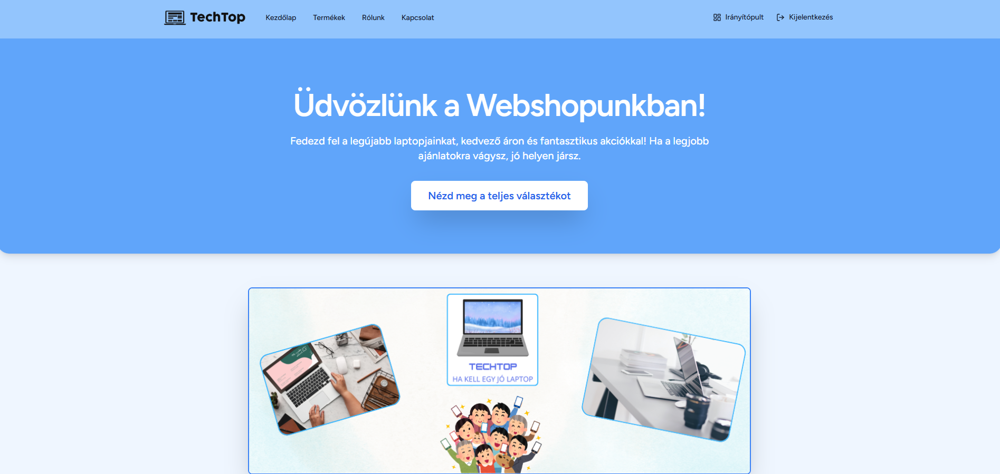 TechTop
Kezdőlap
Termékek
Rólunk
Kapcsolat
Irányítópult
Kijelentkezés
Üdvözlünk a Webshopunkban!
Fedezd fel a legújabb laptopjainkat, kedvező áron és fantasztikus akciókkal! Ha a legjobb
ajánlatokra vágysz, jó helyen jársz.
Nézd meg a teljes választékot
TECHTOP
HA KELL EGY JÓ LAPTOP